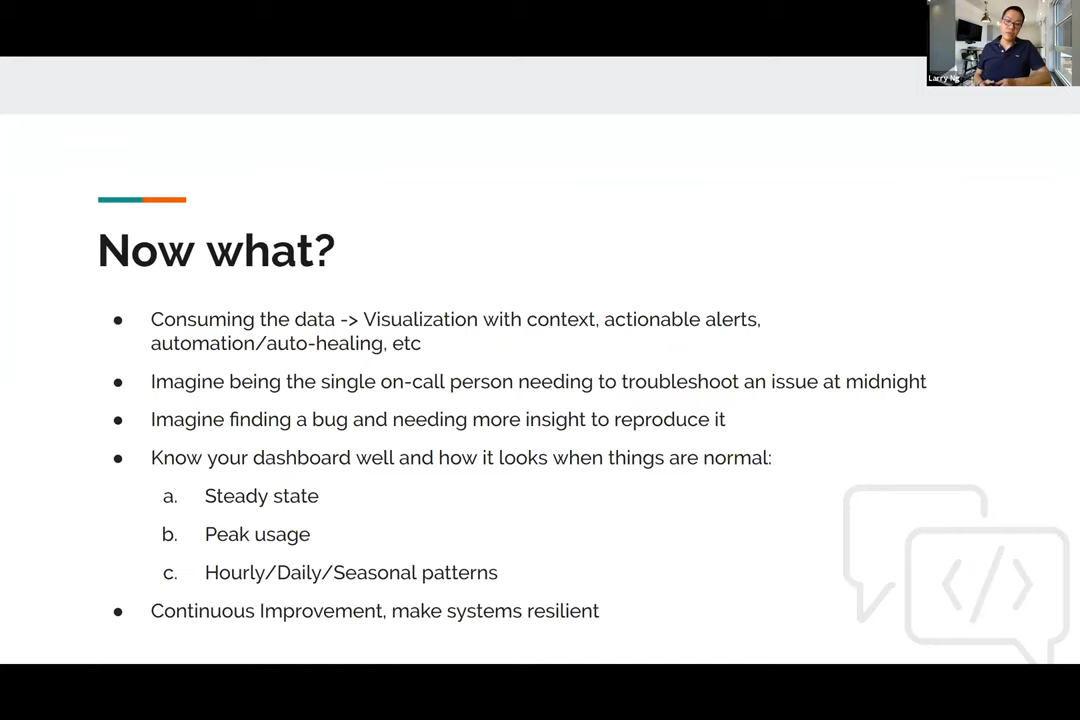 Larry Ng
Now what?
● Consuming the data -> Visualization with context, actionable alerts,
automation/auto-healing, etc
● Imagine being the single on-call person needing to troubleshoot an issue at midnight
● Imagine finding a bug and needing more insight to reproduce it
● Know your dashboard well and how it looks when things are normal:
a. Steady state
b. Peak usage
c. Hourly/Daily/Seasonal patterns
● Continuous Improvement, make systems resilient